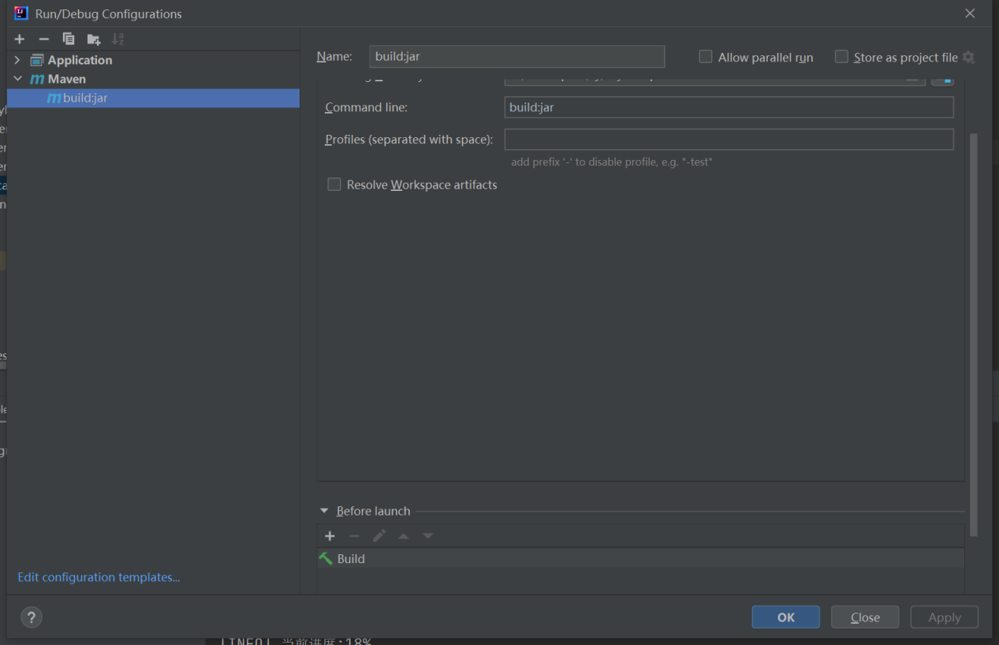 Run/Debug Configurations
Application
Maven
build:jar
Edit configuration templates...
Name:
build:jar
Allow parallel run
Store as project file
Command line:
build:jar
Profiles (separated with space):
add prefix '-' to disable profile, e.g. "-test"
Resolve Workspace artifacts
Before launch
Build
?
OK
Close
Apply
[INFO] 当前进度:18%